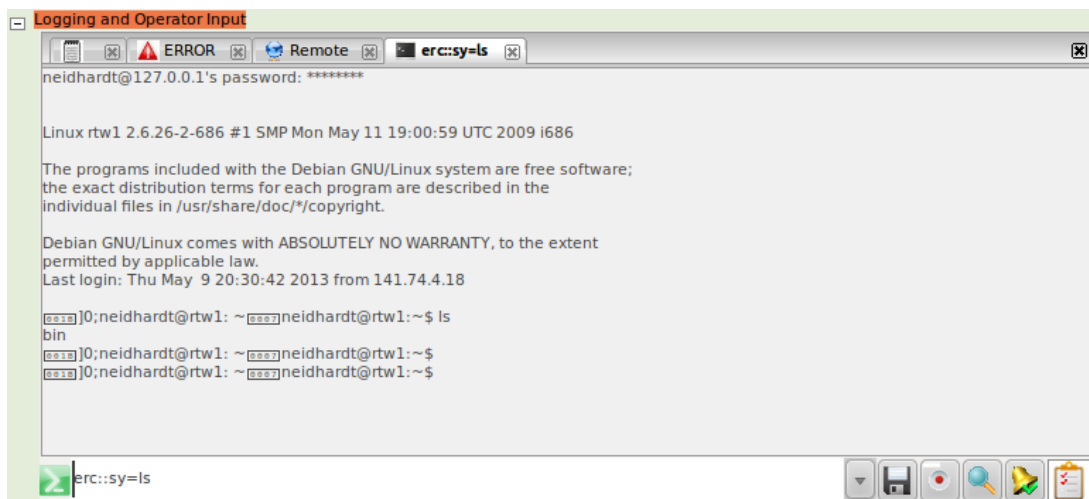 Logging and Operator Input
ERROR Remote erc::sy=ls
neidhardt@127.0.0.1's password: ********
Linux rtw1 2.6.26-2-686 #1 SMP Mon May 11 19:00:59 UTC 2009 i686
The programs included with the Debian GNU/Linux system are free software;
the exact distribution terms for each program are described in the
individual files in /usr/share/doc/*/copyright.
Debian GNU/Linux comes with ABSOLUTELY NO WARRANTY, to the extent
permitted by applicable law.
Last login: Thu May  9 20:30:42 2013 from 141.74.4.18
]0;neidhardt@rtw1: ~neidhardt@rtw1:~$ ls
bin
]0;neidhardt@rtw1: ~neidhardt@rtw1:~$
]0;neidhardt@rtw1: ~neidhardt@rtw1:~$
erc::sy=ls